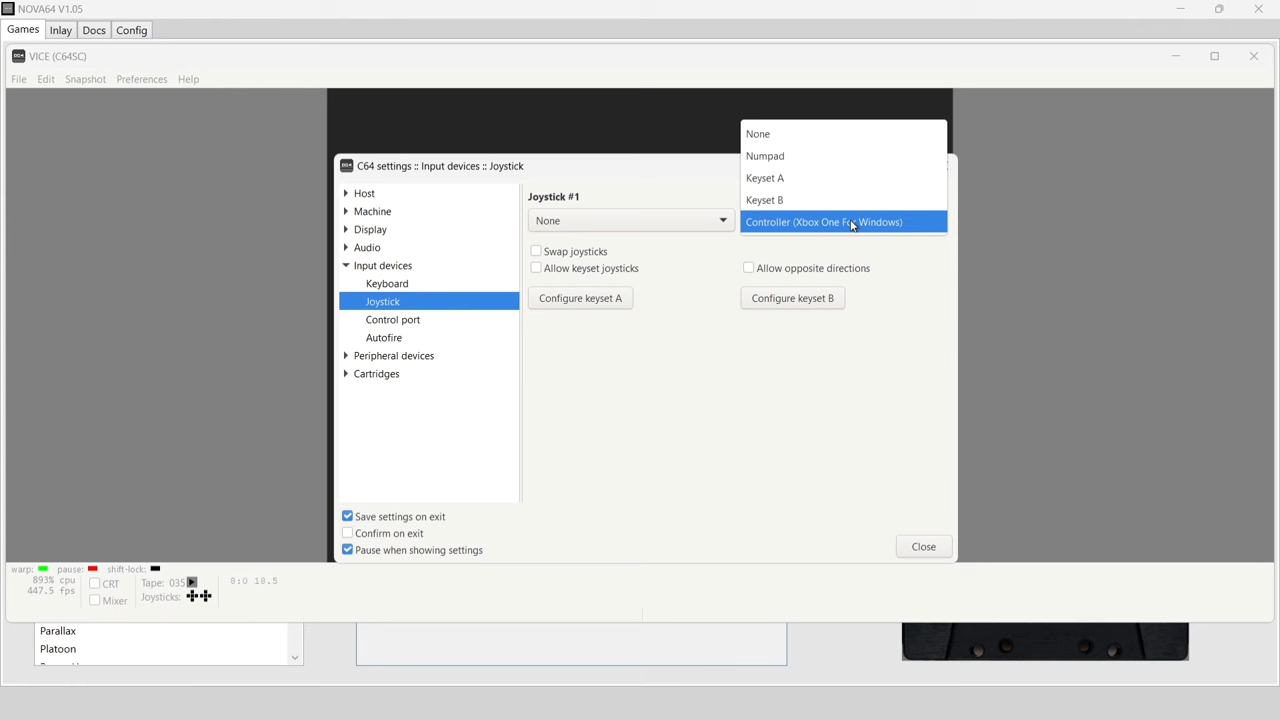 NOVA64 V1.05
Games Inlay Docs Config
VICE (C64SC)
File Edit Snapshot Preferences Help
None
Numpad
Keyset A
Keyset B
Controller (Xbox One For Windows)
C64 settings :: Input devices :: Joystick
Host
Machine
Display
Audio
Input devices
Keyboard
Joystick
Control port
Autofire
Peripheral devices
Cartridges
Joystick #1
None
Swap joysticks
Allow keyset joysticks
Allow opposite directions
Configure keyset A
Configure keyset B
Save settings on exit
Confirm on exit
Pause when showing settings
Close
warp: pause: shift-lock:
893% cpu
447.5 fps
CRT
Mixer
Tape: 035
Joysticks:
8:0 18.5
Parallax
Platoon